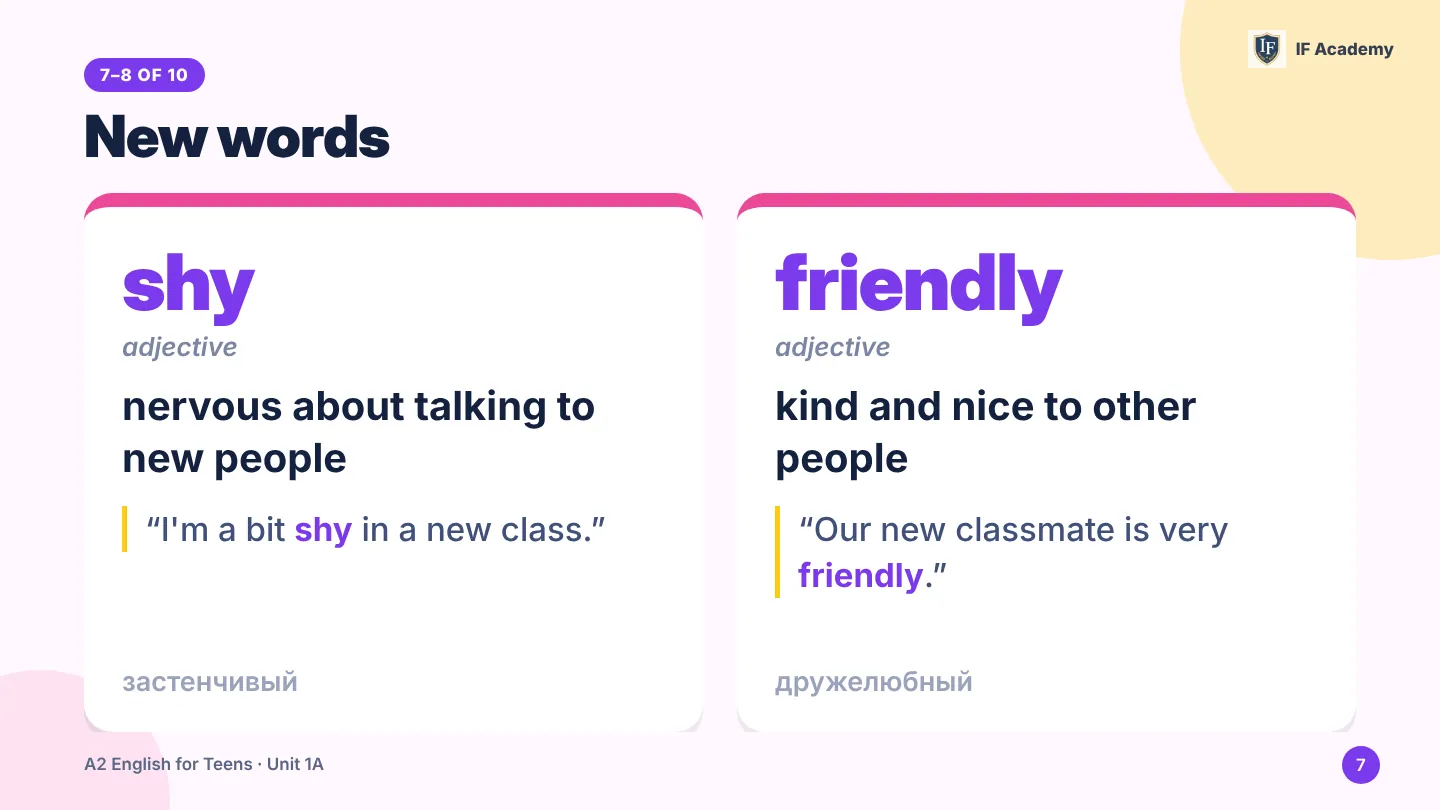 IF
IF Academy
7–8 OF 10
New words
shy
adjective
nervous about talking to
new people
“I'm a bit shy in a new class.”
застенчивый
friendly
adjective
kind and nice to other
people
“Our new classmate is very
friendly.”
дружелюбный
A2 English for Teens · Unit 1A
7